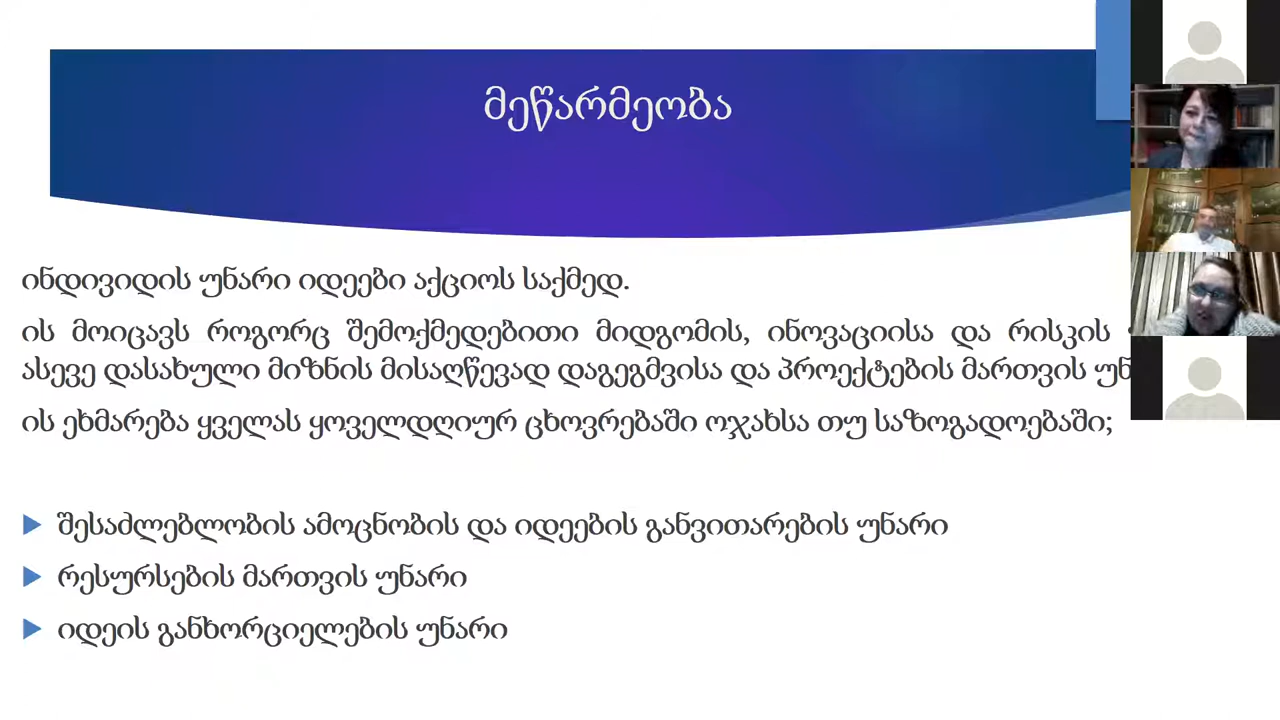 მეწარმეობა
ინდივიდის უნარი იდეები აქციოს საქმედ.
ის მოიცავს როგორც შემოქმედებითი მიდგომის, ინოვაციისა და რისკის
ასევე დასახული მიზნის მისაღწევად დაგეგმვისა და პროექტების მართვის
ის ეხმარება ყველას ყოველდღიურ ცხოვრებაში ოჯახსა თუ საზოგადოებაში;
შესაძლებლობის ამოცნობის და იდეების განვითარების უნარი
რესურსების მართვის უნარი
იდეის განხორციელების უნარი